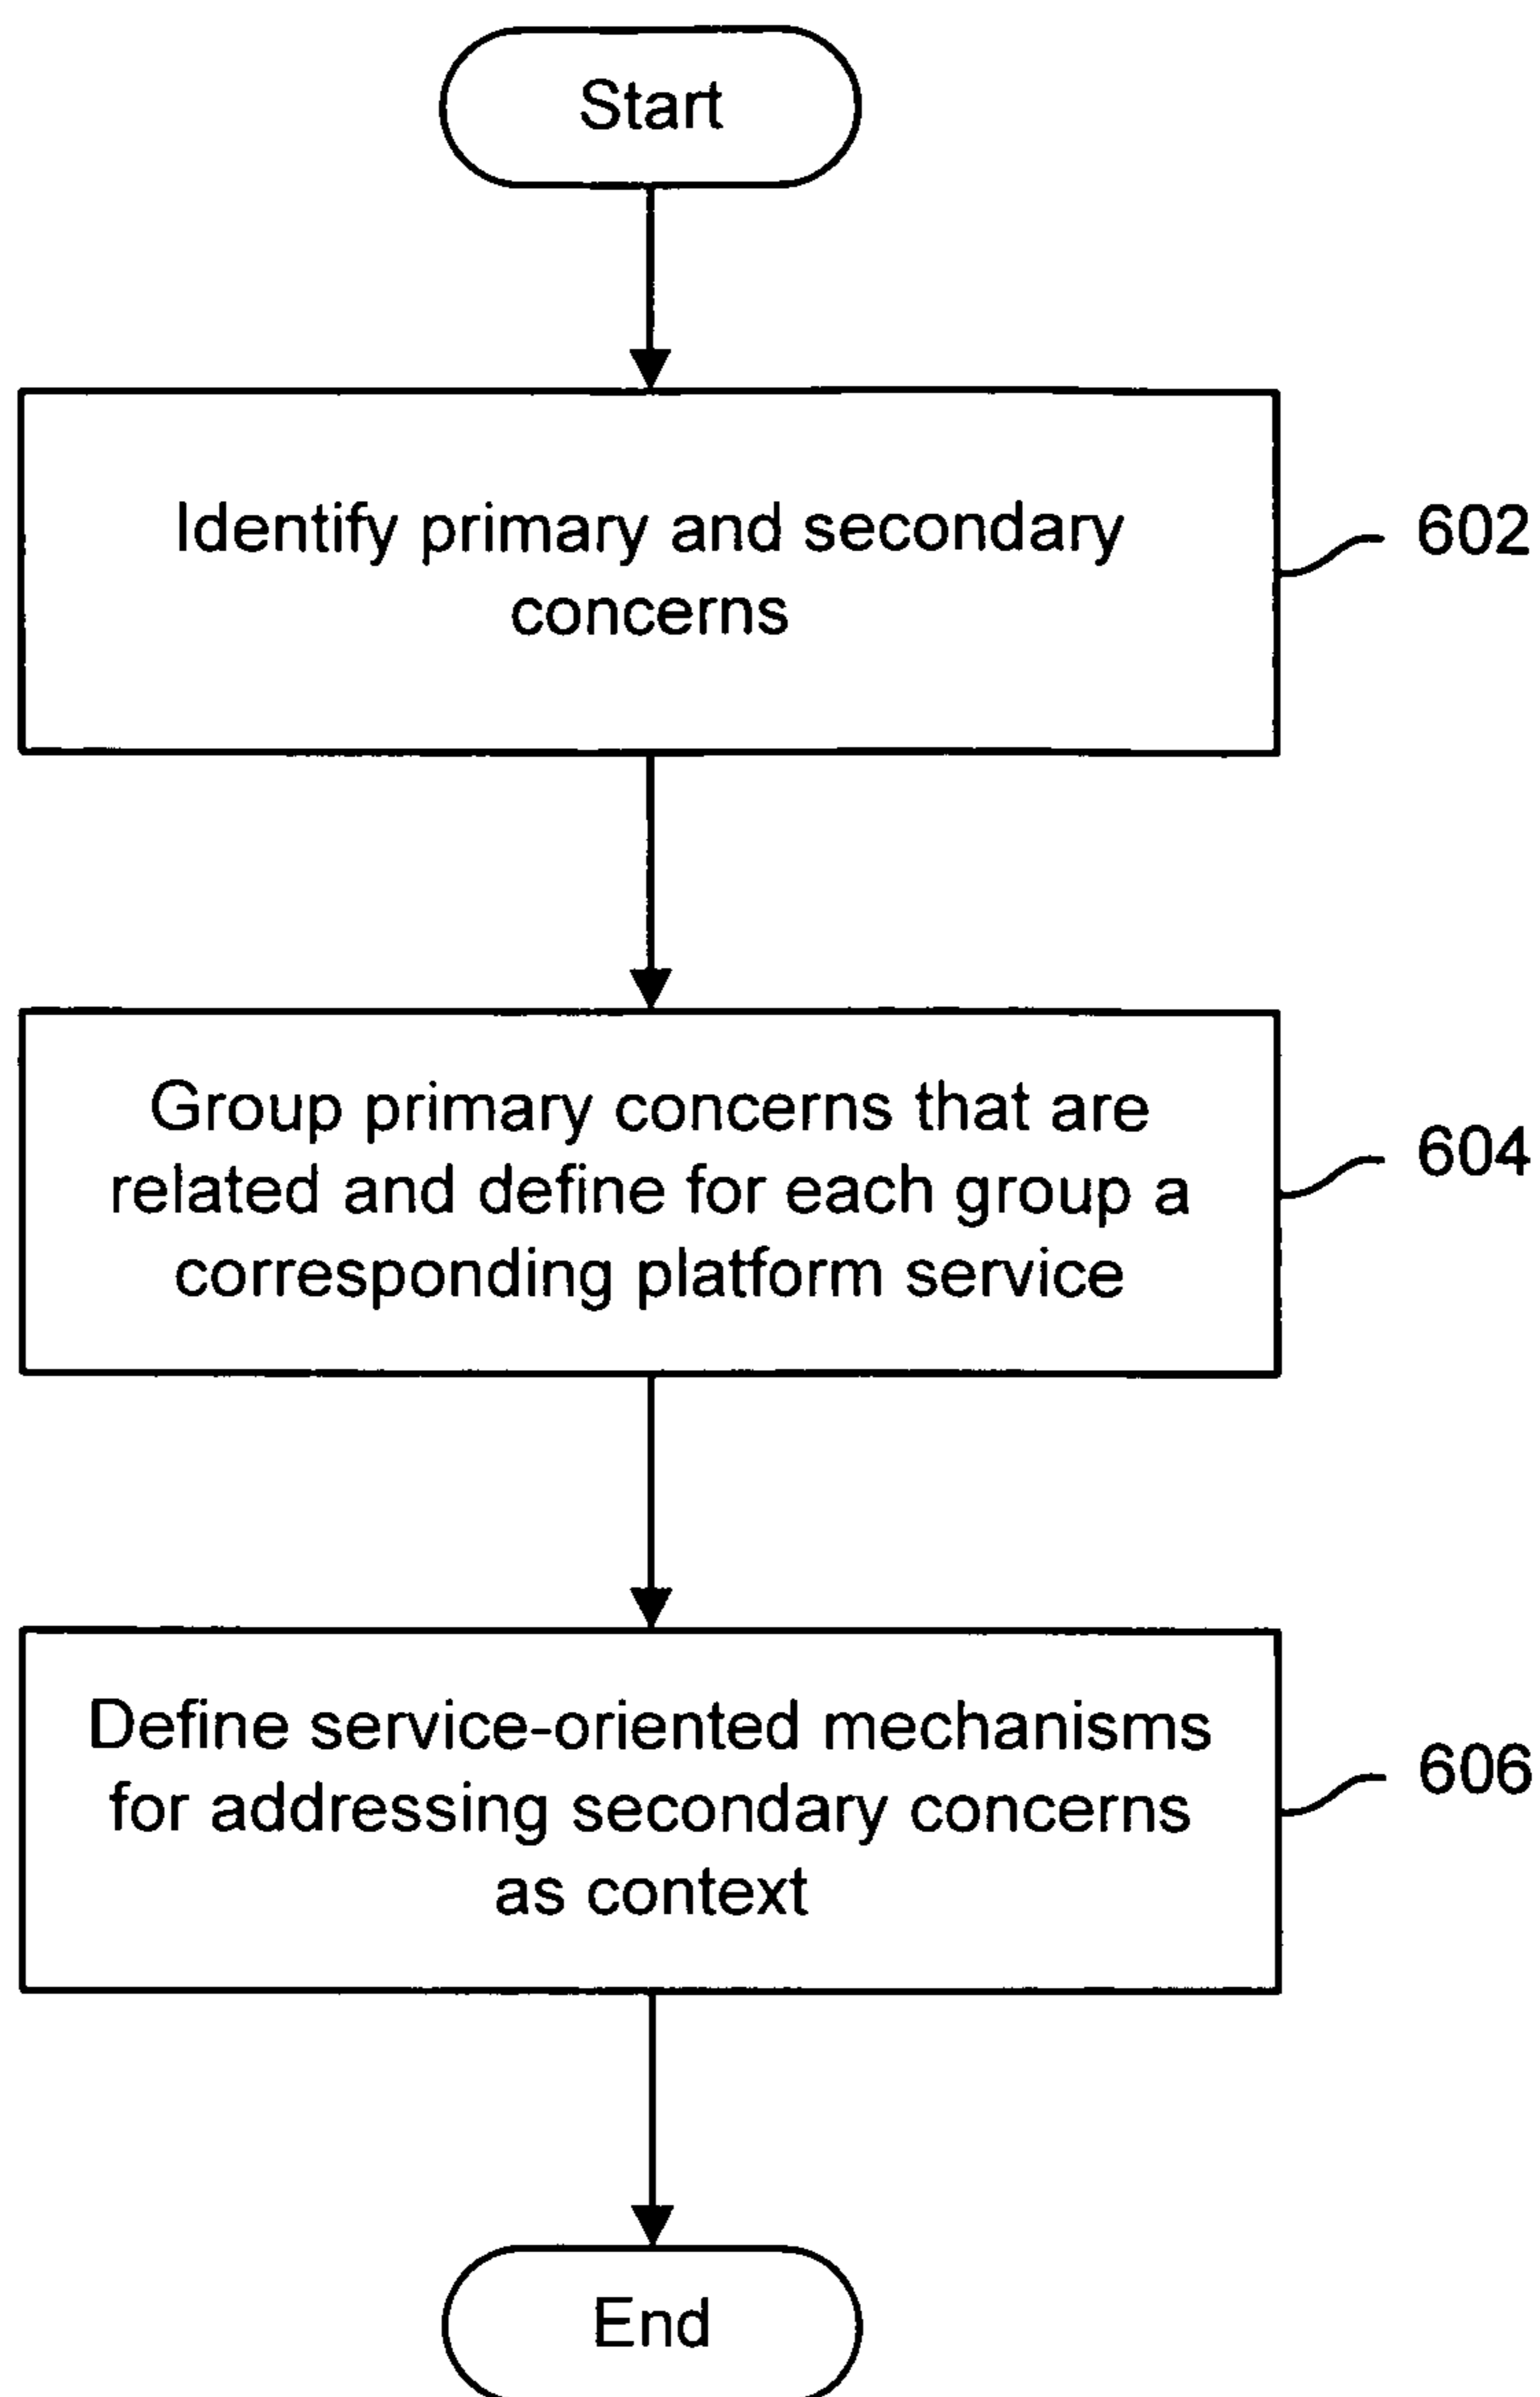 Start
Identify primary and secondary
concerns
602
Group primary concerns that are
related and define for each group a
corresponding platform service
604
Define service-oriented mechanisms
for addressing secondary concerns
as context
606
End